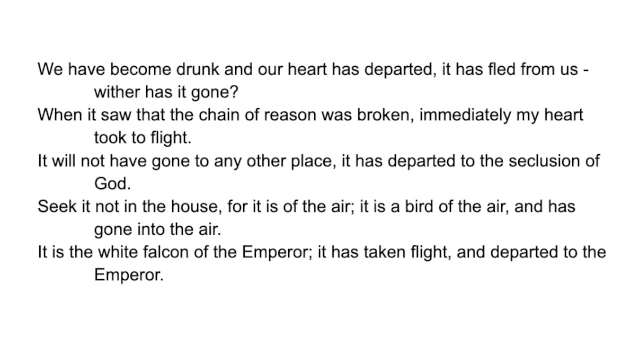 We have become drunk and our heart has departed, it has fled from us -
wither has it gone?
When it saw that the chain of reason was broken, immediately my heart
took to flight.
It will not have gone to any other place, it has departed to the seclusion of
God.
Seek it not in the house, for it is of the air; it is a bird of the air, and has
gone into the air.
It is the white falcon of the Emperor; it has taken flight, and departed to the
Emperor.